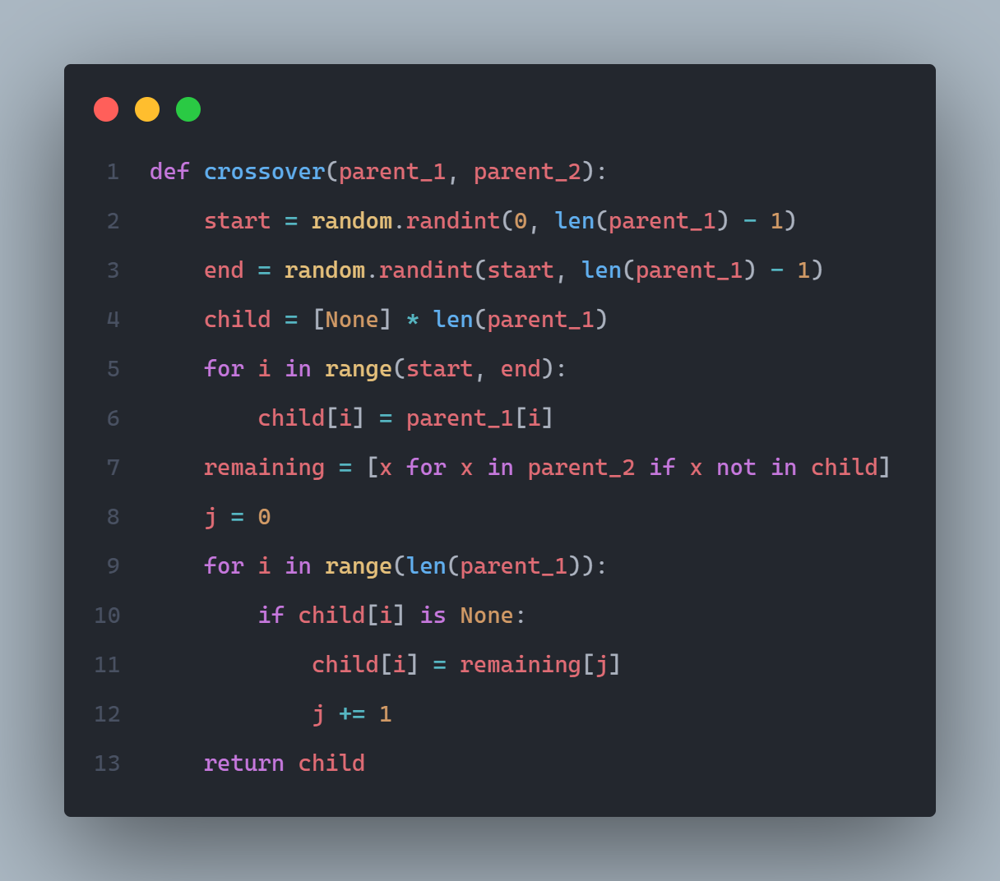 1 def crossover(parent_1, parent_2):
2     start = random.randint(0, len(parent_1) - 1)
3     end = random.randint(start, len(parent_1) - 1)
4     child = [None] * len(parent_1)
5     for i in range(start, end):
6         child[i] = parent_1[i]
7     remaining = [x for x in parent_2 if x not in child]
8     j = 0
9     for i in range(len(parent_1)):
10         if child[i] is None:
11             child[i] = remaining[j]
12             j += 1
13     return child